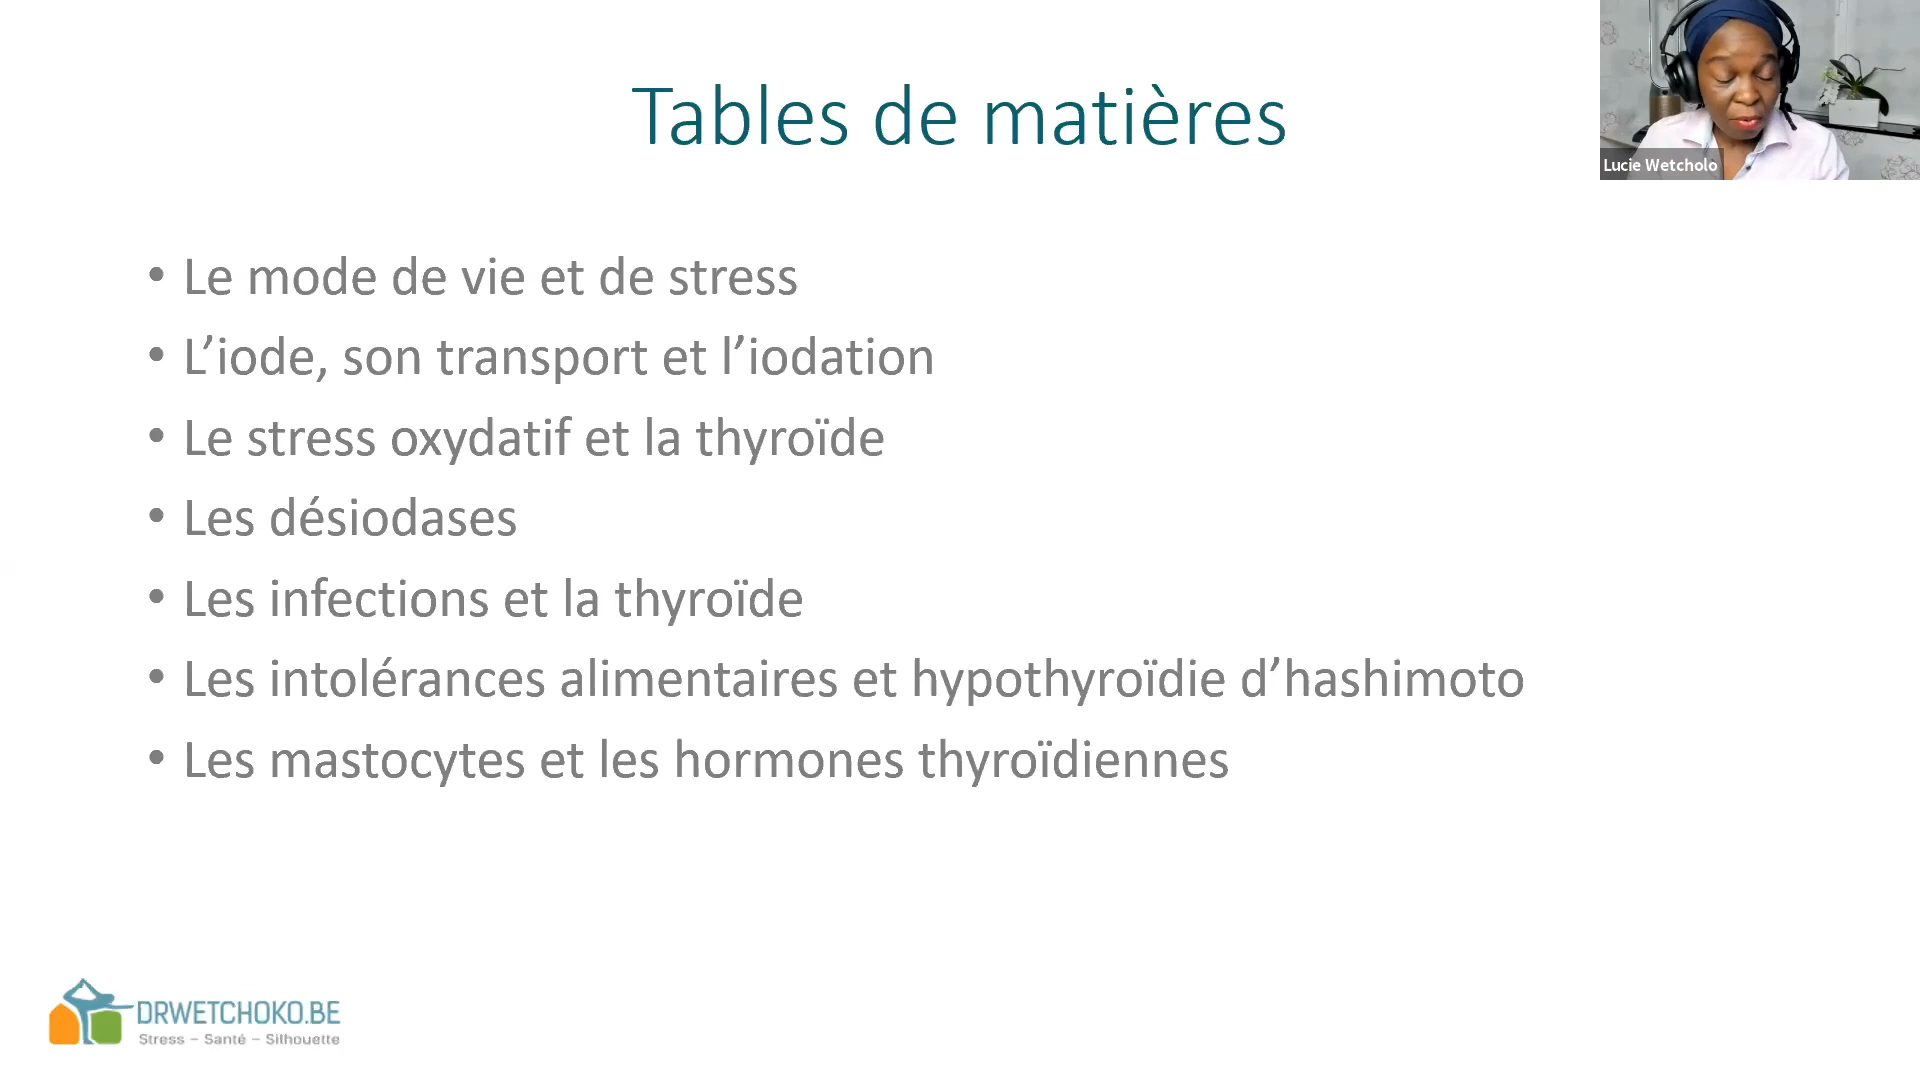 Tables de matières
Lucie Wetcholo
• Le mode de vie et de stress
• L’iode, son transport et l’iodation
• Le stress oxydatif et la thyroïde
• Les désiodases
• Les infections et la thyroïde
• Les intolérances alimentaires et hypothyroïdie d’hashimoto
• Les mastocytes et les hormones thyroïdiennes
DRWETCHOKO.BE
Stress – Santé – Silhouette